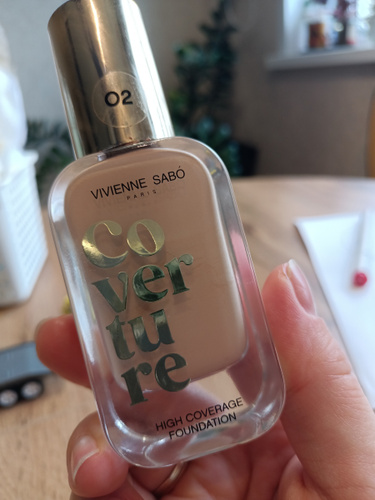 02
VIVIENNE SABÓ
PARIS
co
ver
tu
re
HIGH COVERAGE
FOUNDATION